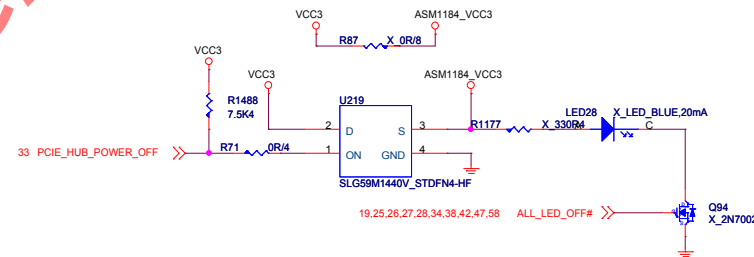 VCC3
ASM1184_VCC3
R87
X_0R/8
VCC3
VCC3
ASM1184_VCC3
R1488
7.5K4
U219
LED28
X_LED_BLUE,20mA
2
D
S
3
R1177
X_330R4
C
33 PCIE_HUB_POWER_OFF
R71
0R/4
1
ON
GND
4
SLG59M1440V_STDFN4-HF
19,25,26,27,28,34,38,42,47,58
ALL_LED_OFF#
Q94
X_2N7002